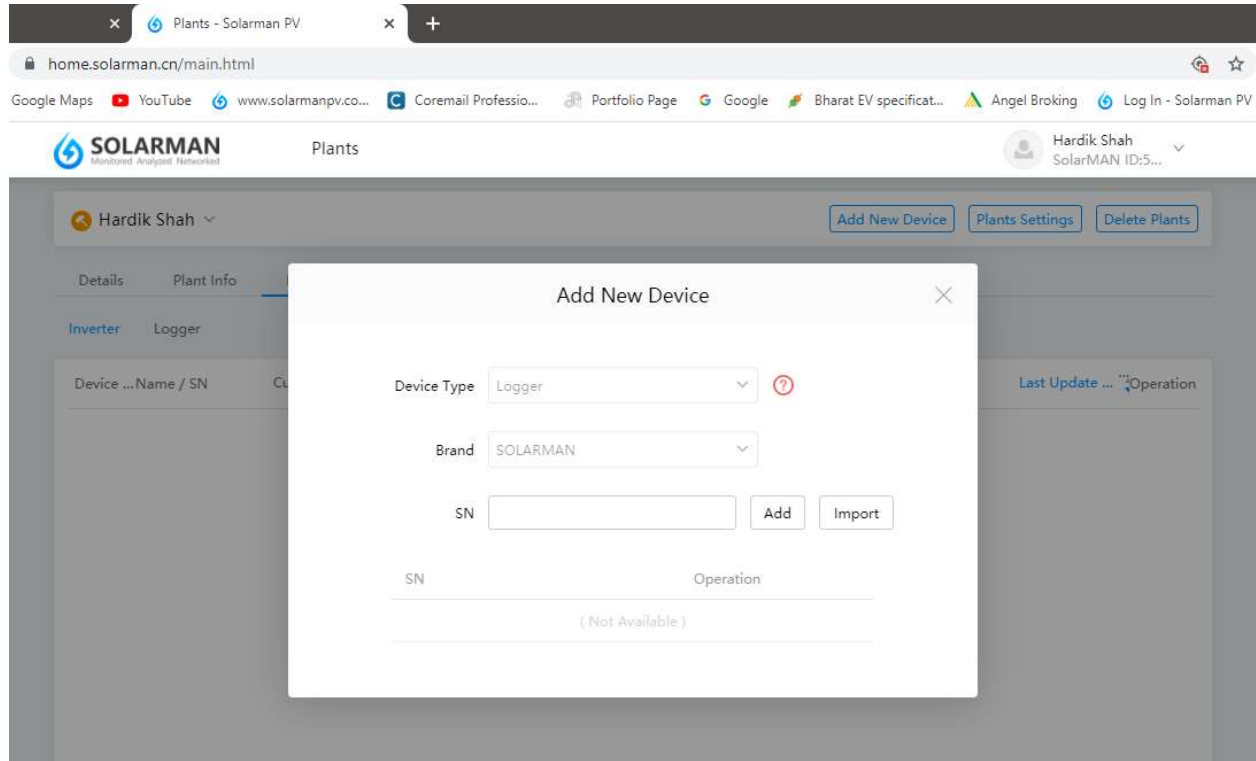 Plants - Solarman PV
home.solarman.cn/main.html
Google Maps YouTube www.solarmanpv.co... Coremail Professio... Portfolio Page Google Bharat EV specificat... Angel Broking Log In - Solarman PV
SOLARMAN
Monitored Analyzed Networked
Plants
Hardik Shah
SolarMAN ID:5...
Hardik Shah
Add New Device Plants Settings Delete Plants
Details Plant Info
Inverter Logger
Device ...Name / SN Cu
Last Update ... Operation
Add New Device
Device Type Logger ?
Brand SOLARMAN
SN Add Import
SN Operation
( Not Available )